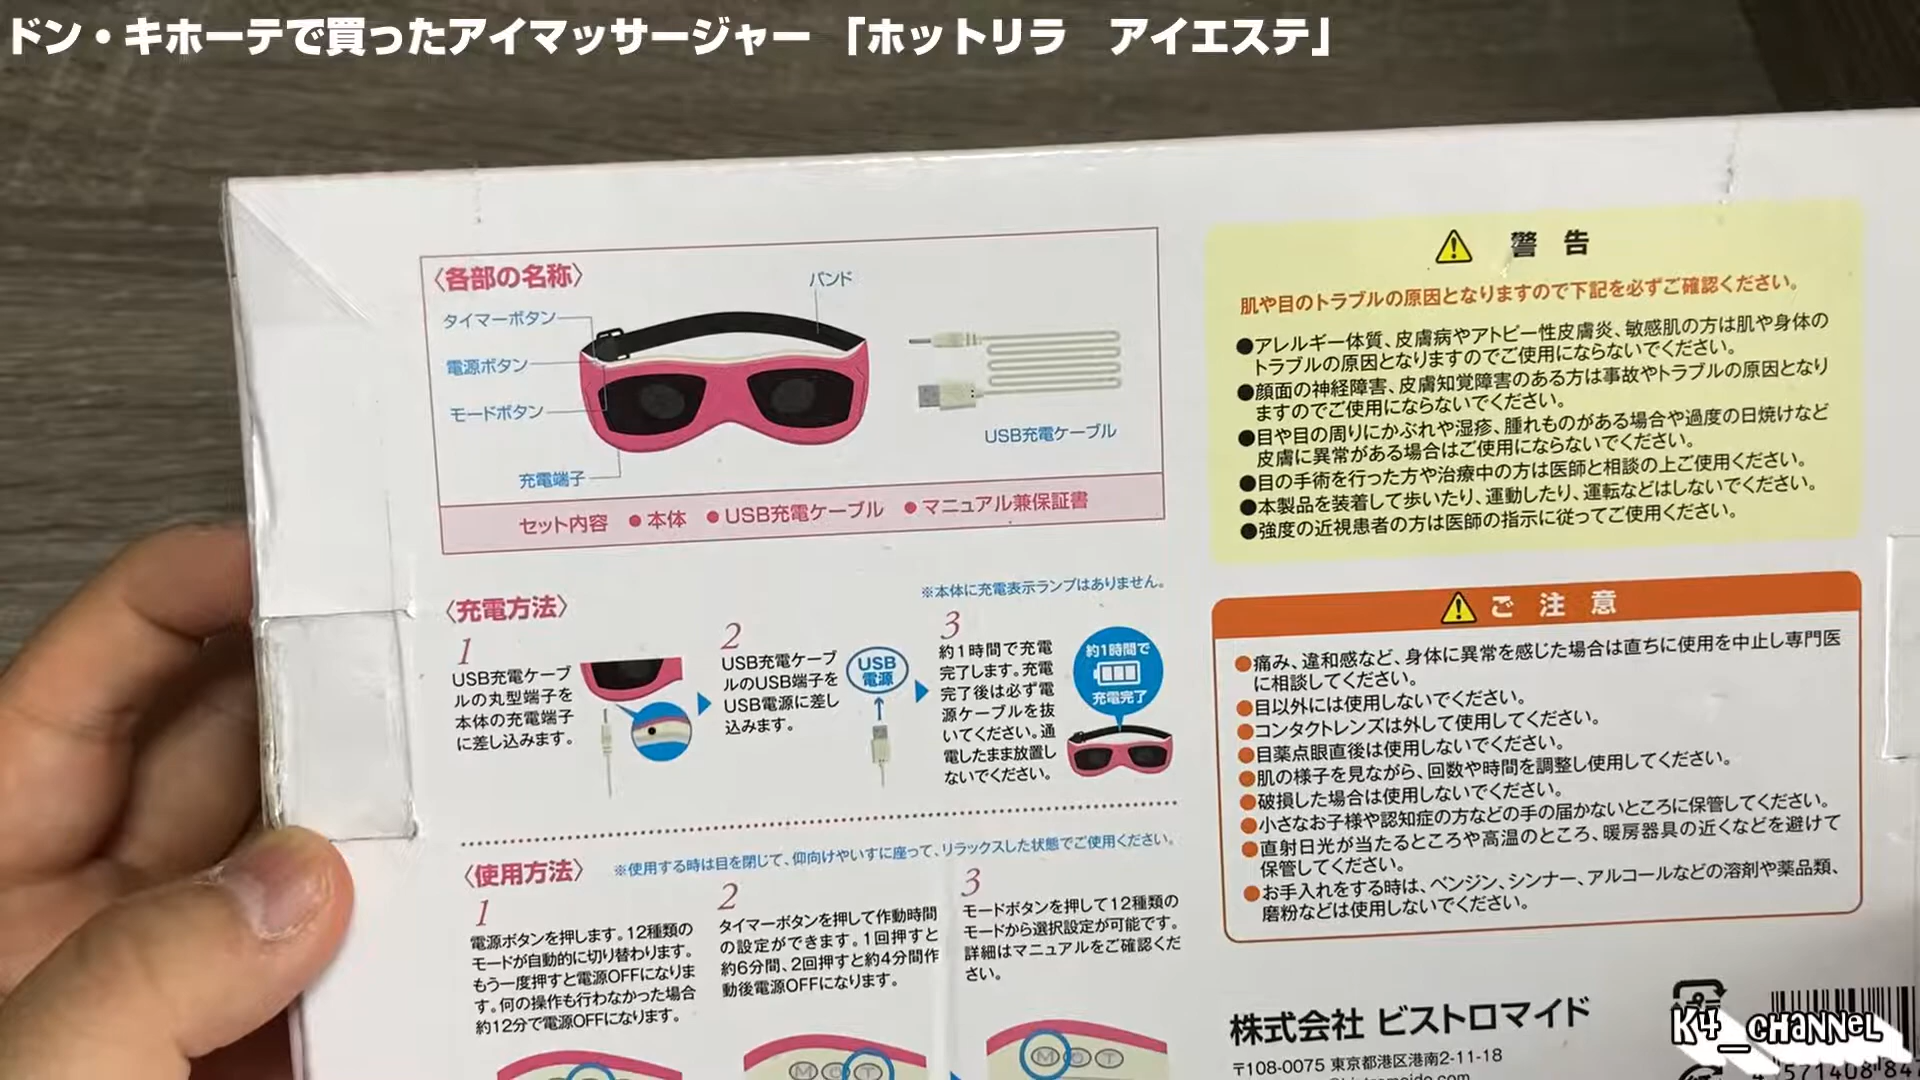 ドン・キホーテで買ったアイマッサージャー 「ホットリラ　アイエステ」
〈各部の名称〉
バンド
タイマーボタン
電源ボタン
モードボタン
充電端子
USB充電ケーブル
セット内容 ●本体 ●USB充電ケーブル ●マニュアル兼保証書
〈充電方法〉
※本体に充電表示ランプはありません。
1
USB充電ケーブ
ルの丸型端子を
本体の充電端子
に差し込みます。
2
USB充電ケーブ
ルのUSB端子を
USB電源に差し
込みます。
USB
電源
3
約1時間で充電
完了します。充電
完了後は必ず電
源ケーブルを抜
いてください。通
電したまま放置し
ないでください。
約1時間で
充電完了
〈使用方法〉
※使用する時は目を閉じて、仰向けやいすに座って、リラックスした状態でご使用ください。
1
電源ボタンを押します。12種類の
モードが自動的に切り替わります。
もう一度押すと電源OFFになりま
す。何の操作も行わなかった場合
約12分で電源OFFになります。
2
タイマーボタンを押して作動時間
の設定ができます。1回押すと
約6分間、2回押すと約4分間作
動後電源OFFになります。
M T
3
モードボタンを押して12種類の
モードから選択設定が可能です。
詳細はマニュアルをご確認くだ
さい。
M T
警告
肌や目のトラブルの原因となりますので下記を必ずご確認ください。
●アレルギー体質、皮膚病やアトピー性皮膚炎、敏感肌の方は肌や身体の
トラブルの原因となりますのでご使用にならないでください。
●顔面の神経障害、皮膚知覚障害のある方は事故やトラブルの原因となり
ますのでご使用にならないでください。
●目や目の周りにかぶれや湿疹、腫れものがある場合や過度の日焼けなど
皮膚に異常がある場合はご使用にならないでください。
●目の手術を行った方や治療中の方は医師と相談の上ご使用ください。
●本製品を装着して歩いたり、運動したり、運転などはしないでください。
●強度の近視患者の方は医師の指示に従ってご使用ください。
ご注意
●痛み、違和感など、身体に異常を感じた場合は直ちに使用を中止し専門医
に相談してください。
●目以外には使用しないでください。
●コンタクトレンズは外して使用してください。
●目薬点眼直後は使用しないでください。
●肌の様子を見ながら、回数や時間を調整し使用してください。
●破損した場合は使用しないでください。
●小さなお子様や認知症の方などの手の届かないところに保管してください。
●直射日光が当たるところや高温のところ、暖房器具の近くなどを避けて
保管してください。
●お手入れをする時は、ベンジン、シンナー、アルコールなどの溶剤や薬品類、
磨粉などは使用しないでください。
株式会社 ビストロマイド
〒108-0075 東京都港区港南2-11-18
K4_channel